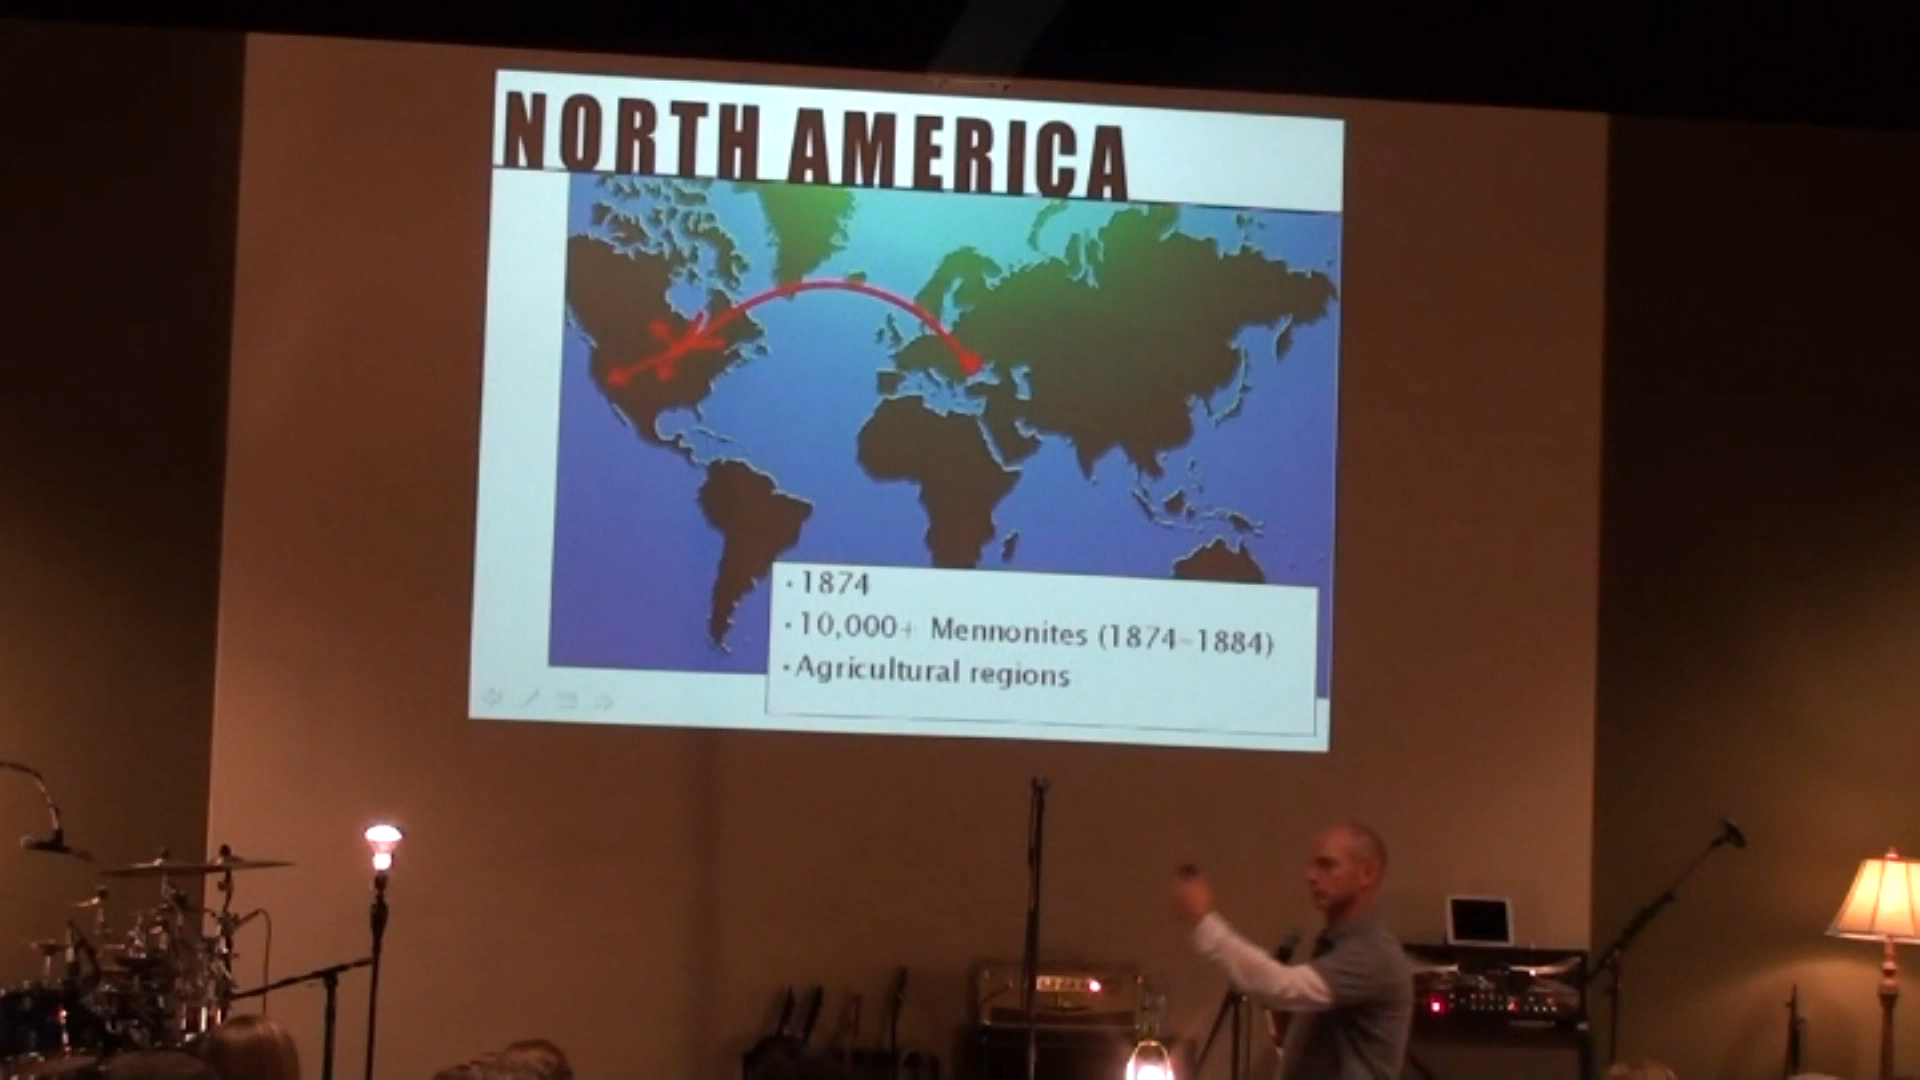 NORTH AMERICA
· 1874
· 10,000+ Mennonites (1874-1884)
· Agricultural regions